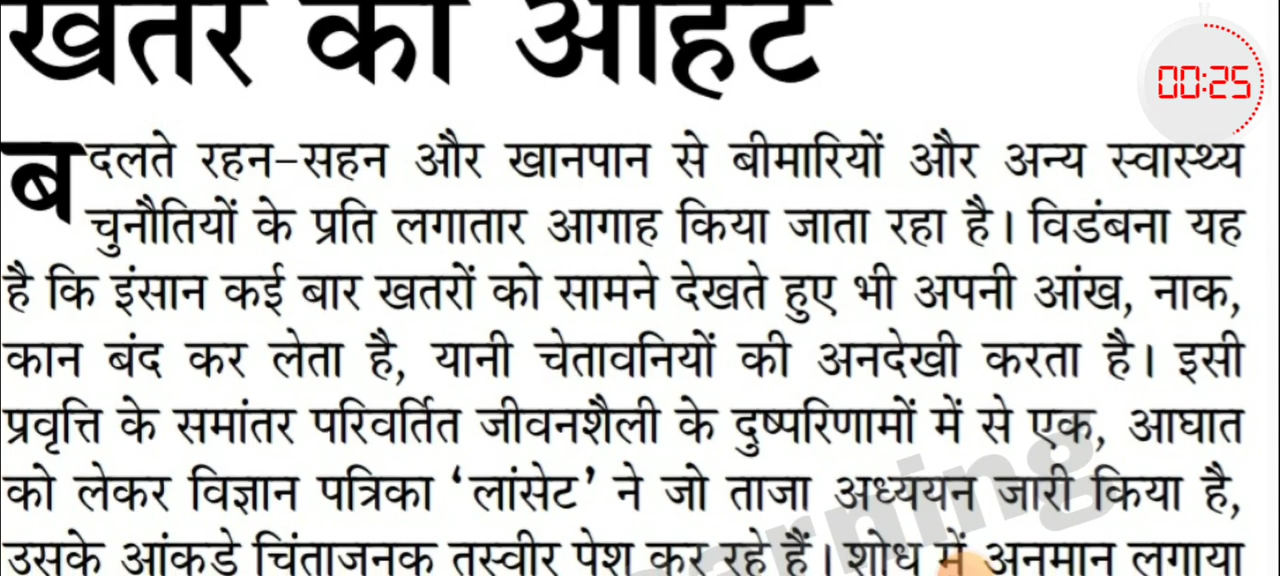 खतरे की आहट
00:25
बदलते रहन-सहन और खानपान से बीमारियों और अन्य स्वास्थ्य
चुनौतियों के प्रति लगातार आगाह किया जाता रहा है। विडंबना यह
है कि इंसान कई बार खतरों को सामने देखते हुए भी अपनी आंख, नाक,
कान बंद कर लेता है, यानी चेतावनियों की अनदेखी करता है। इसी
प्रवृत्ति के समांतर परिवर्तित जीवनशैली के दुष्परिणामों में से एक, आघात
को लेकर विज्ञान पत्रिका ‘लांसेट’ ने जो ताजा अध्ययन जारी किया है,
उसके आंकड़े चिंताजनक तस्वीर पेश कर रहे हैं। शोध में अनुमान लगाया